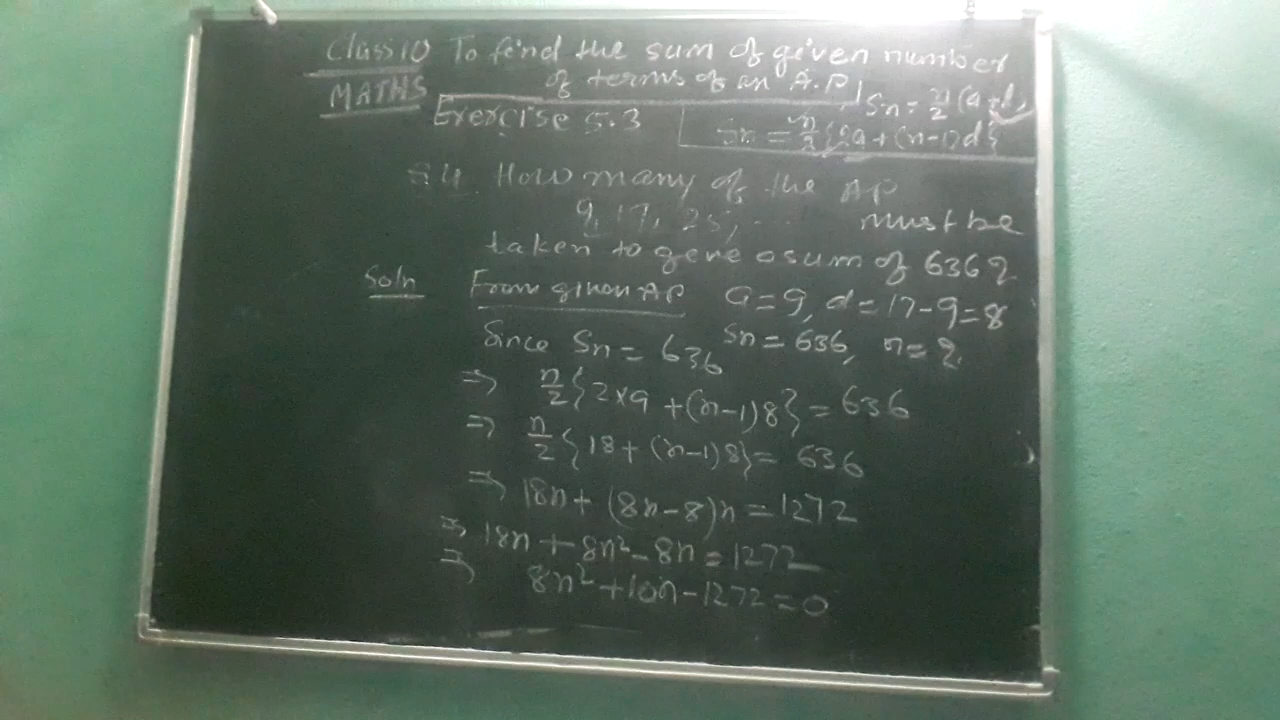 Class 10 To find the sum of given number
MATHS of terms of an A.P
Sn = n/2 (a+l)
Exercise 5.3 Sn = n/2 {2a + (n-1)d}
84. How many of the AP
9, 17, 25, ... must be
taken to give a sum of 636?
Soln From given AP a = 9, d = 17-9 = 8
Since Sn = 636 Sn = 636, n = ?
⇒ n/2 {2×9 + (n-1)8} = 636
⇒ n/2 {18 + (n-1)8} = 636
⇒ 18n + (8n-8)n = 1272
⇒ 18n + 8n² - 8n = 1272
⇒ 8n² + 10n - 1272 = 0